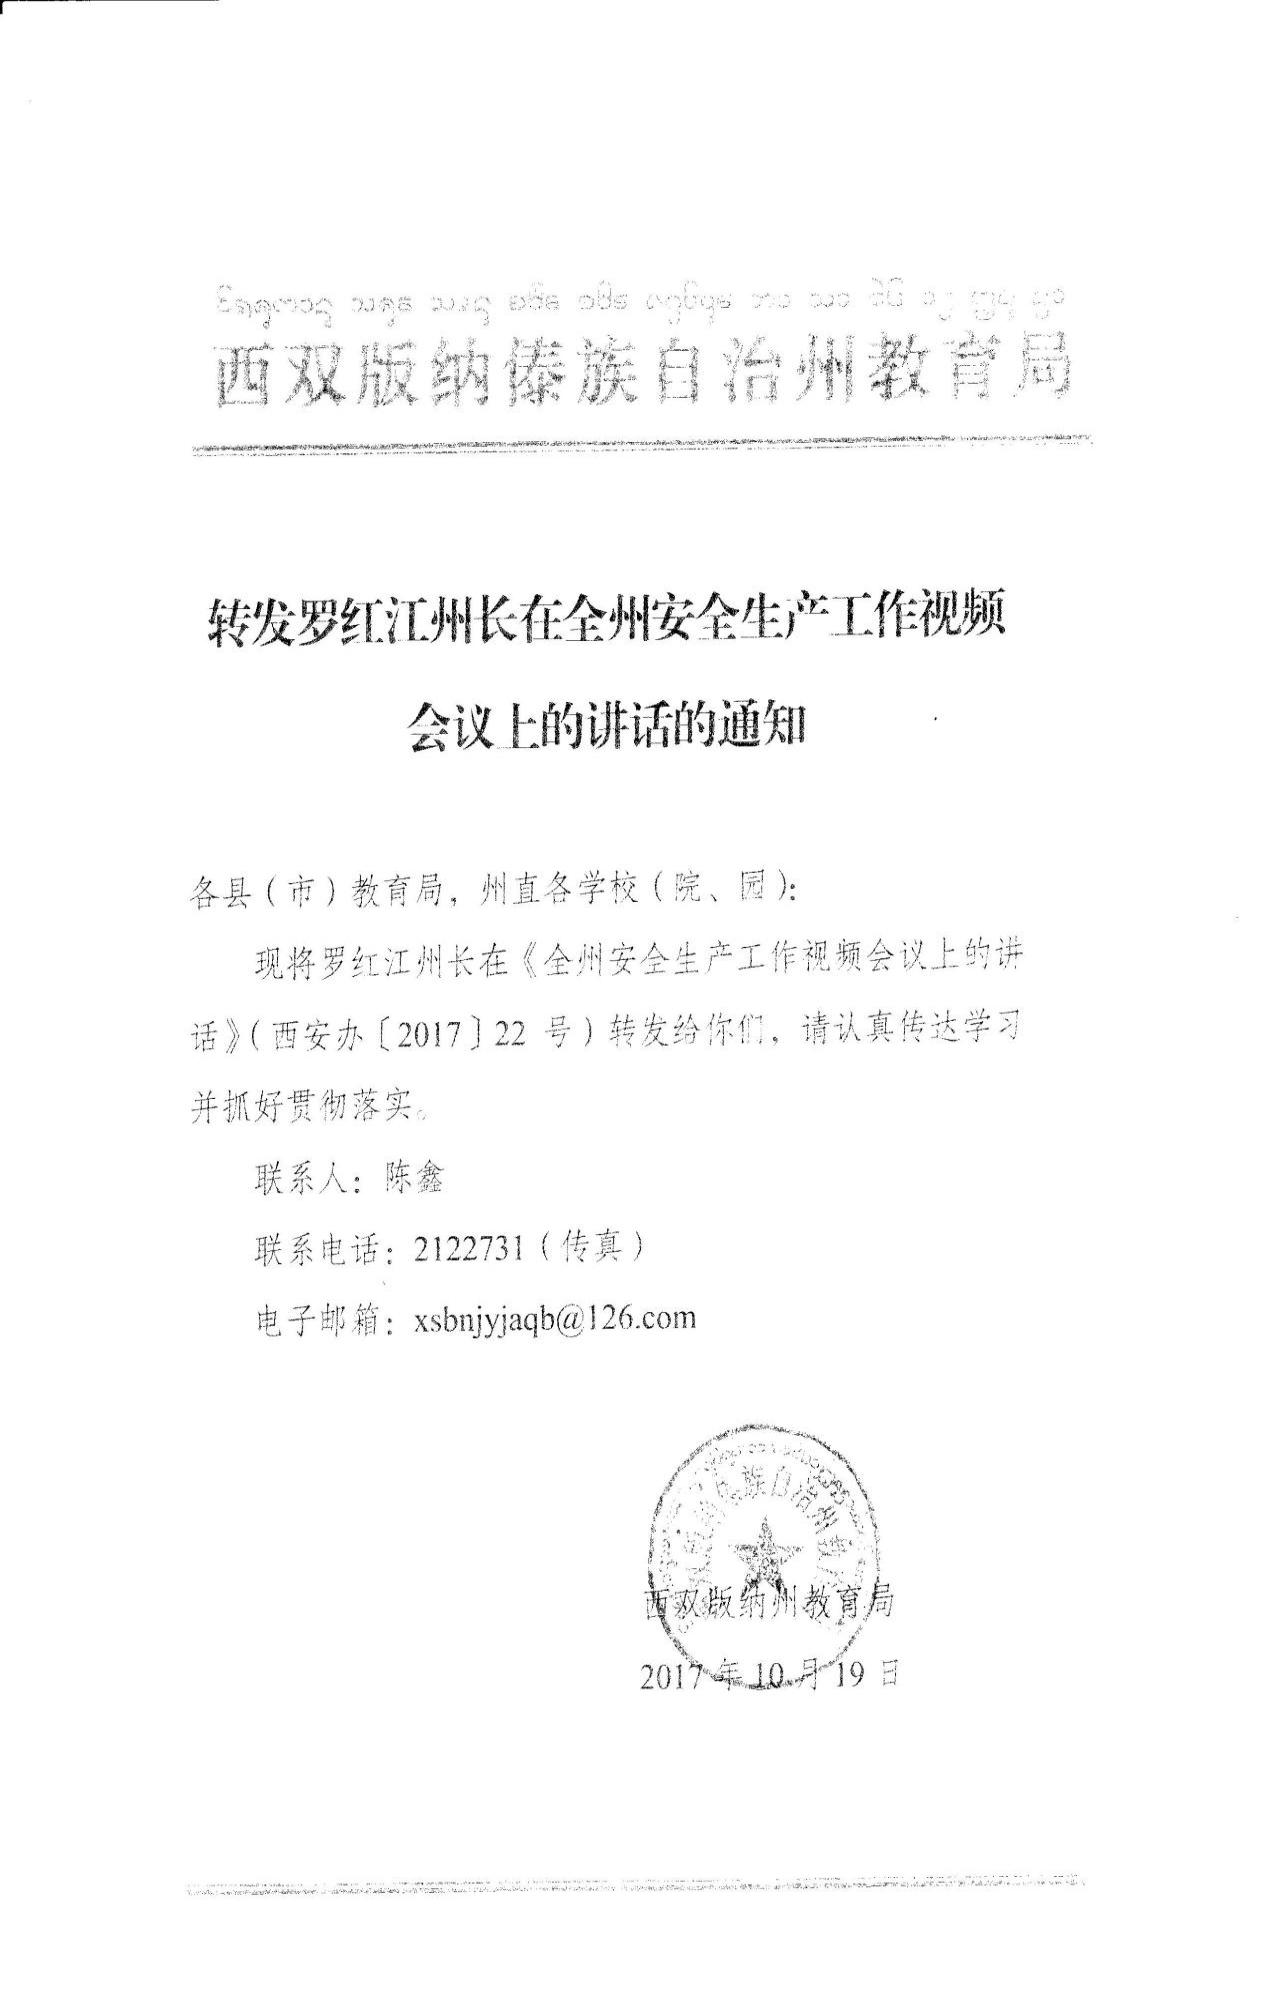 西双版纳傣族自治州教育局
转发罗红江州长在全州安全生产工作视频
会议上的讲话的通知
各县（市）教育局，州直各学校（院、园）：
现将罗红江州长在《全州安全生产工作视频会议上的讲
话》（西安办〔2017〕22 号）转发给你们，请认真传达学习
并抓好贯彻落实。
联系人：陈鑫
联系电话：2122731（传真）
电子邮箱：xsbnjyjaqb@126.com
族自治州教
西双版纳州教育局
2017 年 10 月 19 日